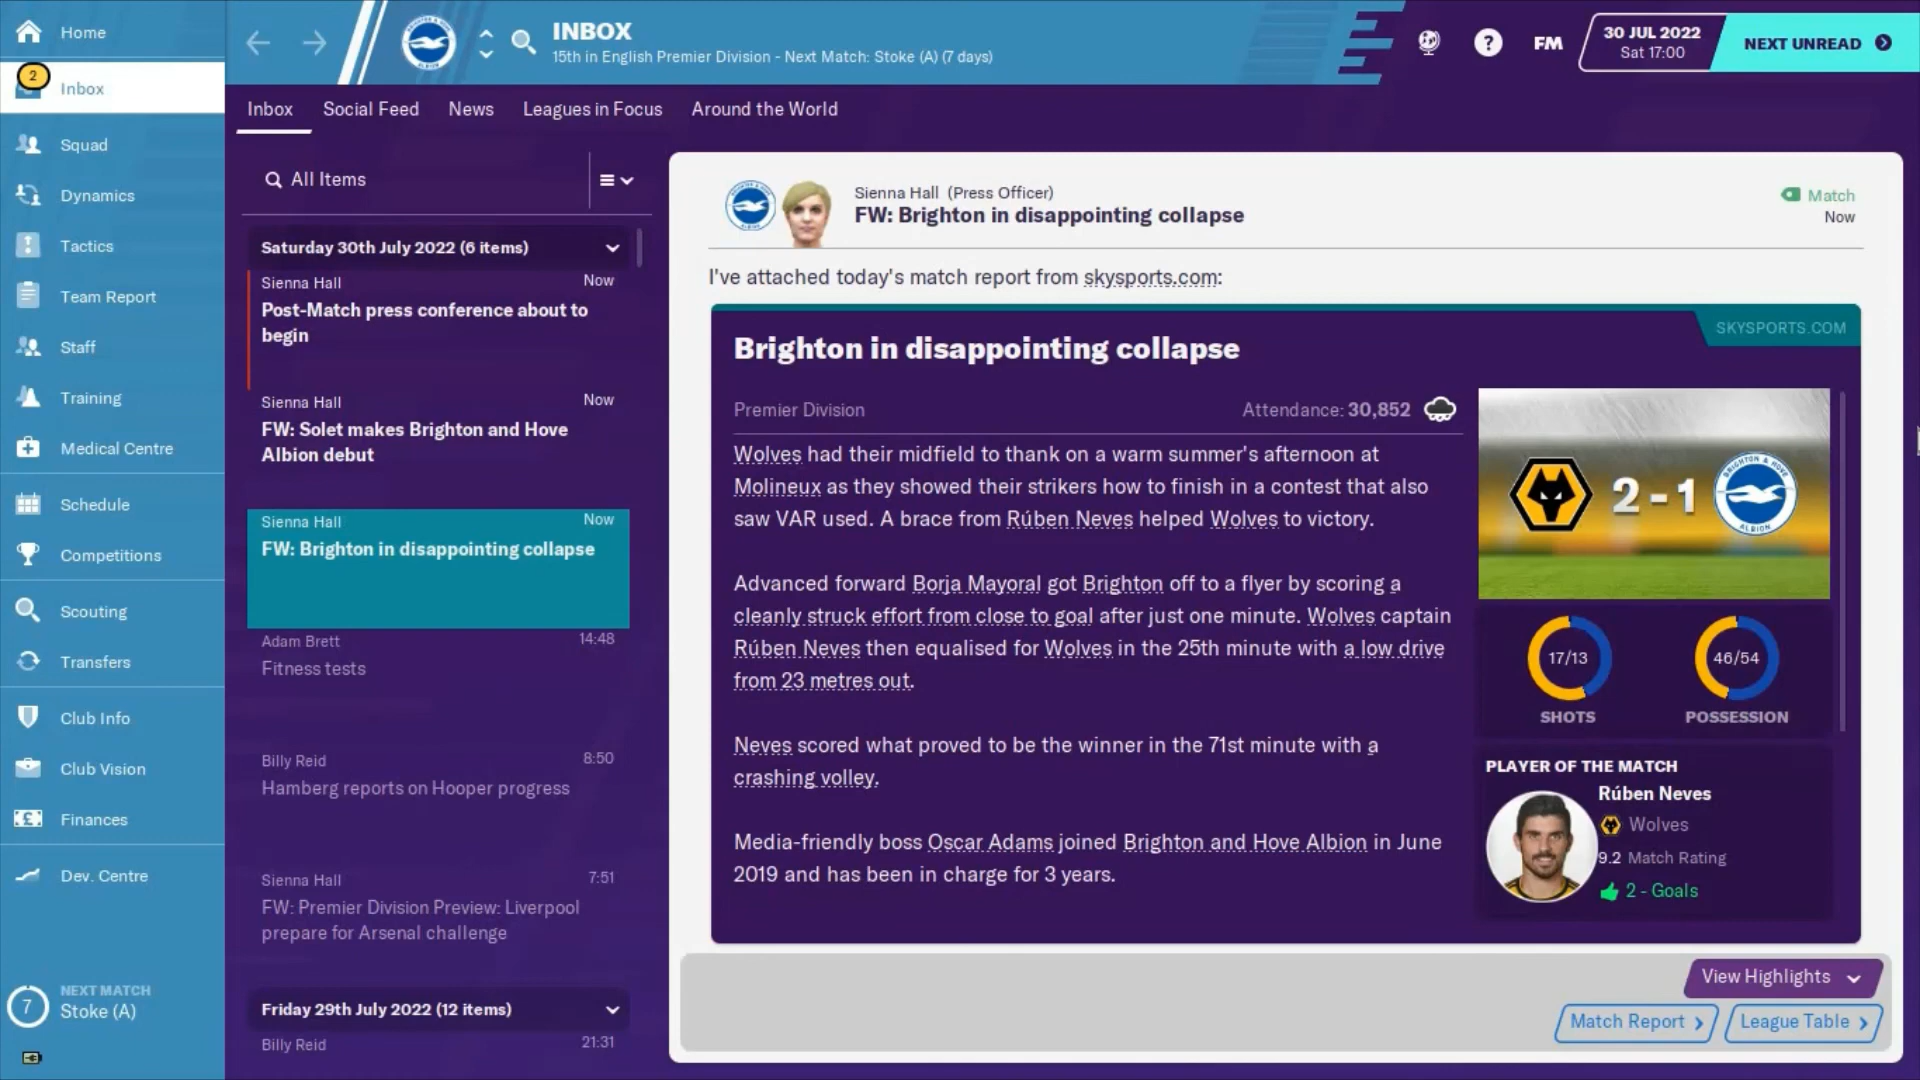 Home
2
Inbox
Squad
Dynamics
Tactics
Team Report
Staff
Training
Medical Centre
Schedule
Competitions
Scouting
Transfers
Club Info
Club Vision
Finances
Dev. Centre
7
NEXT MATCH
Stoke (A)
INBOX
15th in English Premier Division - Next Match: Stoke (A) (7 days)
?
FM
30 JUL 2022
Sat 17:00
NEXT UNREAD
Inbox
Social Feed
News
Leagues in Focus
Around the World
All Items
Saturday 30th July 2022 (6 items)
Sienna Hall
Now
Post-Match press conference about to
begin
Sienna Hall
Now
FW: Solet makes Brighton and Hove
Albion debut
Sienna Hall
Now
FW: Brighton in disappointing collapse
Adam Brett
14:48
Fitness tests
Billy Reid
8:50
Hamberg reports on Hooper progress
Sienna Hall
7:51
FW: Premier Division Preview: Liverpool
prepare for Arsenal challenge
Friday 29th July 2022 (12 items)
Billy Reid
21:31
Sienna Hall (Press Officer)
FW: Brighton in disappointing collapse
Match
Now
I've attached today's match report from skysports.com:
SKYSPORTS.COM
Brighton in disappointing collapse
Premier Division
Attendance: 30,852
Wolves had their midfield to thank on a warm summer's afternoon at
Molineux as they showed their strikers how to finish in a contest that also
saw VAR used. A brace from Rúben Neves helped Wolves to victory.
Advanced forward Borja Mayoral got Brighton off to a flyer by scoring a
cleanly struck effort from close to goal after just one minute. Wolves captain
Rúben Neves then equalised for Wolves in the 25th minute with a low drive
from 23 metres out.
Neves scored what proved to be the winner in the 71st minute with a
crashing volley.
Media-friendly boss Oscar Adams joined Brighton and Hove Albion in June
2019 and has been in charge for 3 years.
2 - 1
BRIGHTON & HOVE
ALBION
17/13
46/54
SHOTS
POSSESSION
PLAYER OF THE MATCH
Rúben Neves
Wolves
9.2 Match Rating
2 - Goals
View Highlights
Match Report
League Table